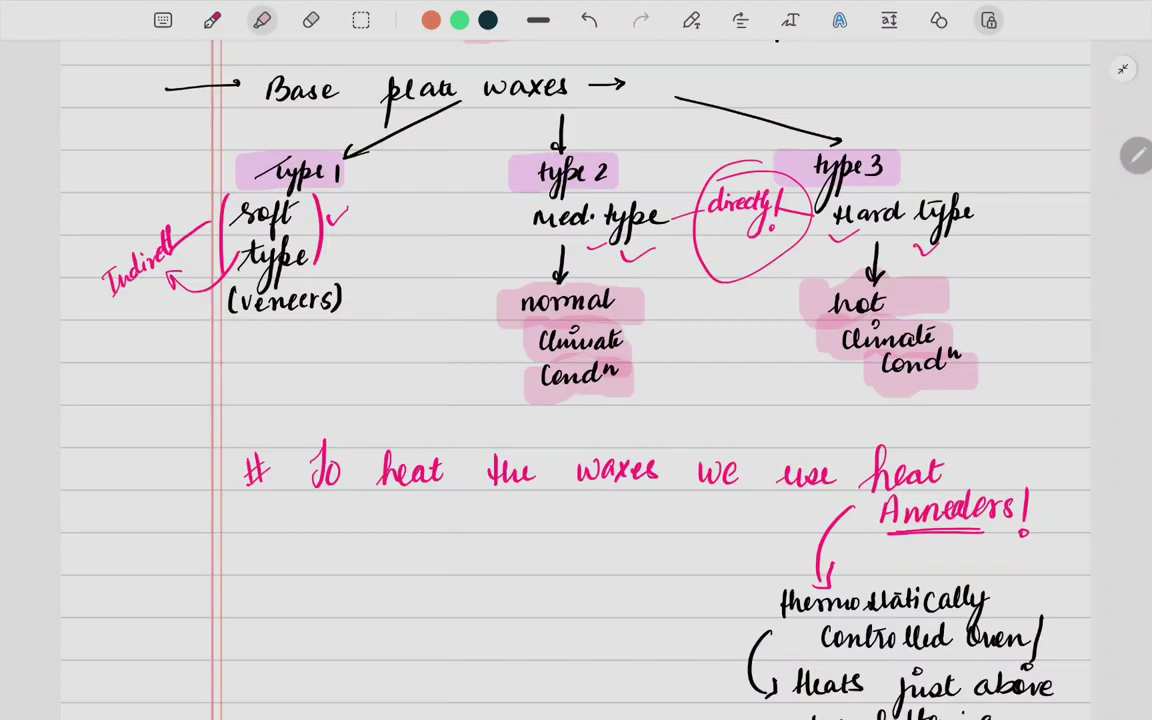 Base plate waxes →
type 1 type 2 type 3
soft med. type directly! Hard type
Indirect type
(veneers) normal hot
climate climate
condⁿ condⁿ
# To heat the waxes we use heat
Annealers!
thermostatically
controlled oven
Heats just above